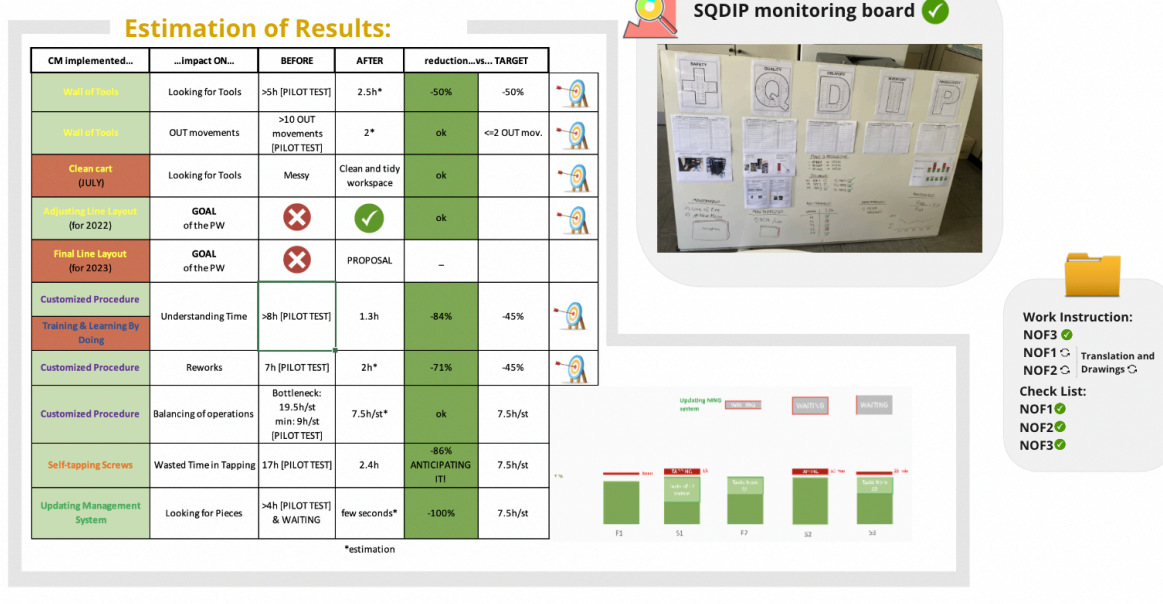 Estimation of Results:
SQDIP monitoring board
CM implemented... ...impact ON... BEFORE AFTER reduction...vs... TARGET
Wall of Tools Looking for Tools >5h [PILOT TEST] 2.5h* -50% -50%
Wall of Tools OUT movements >10 OUT movements [PILOT TEST] 2* ok <=2 OUT mov.
Clean cart (JULY) Looking for Tools Messy Clean and tidy workspace ok
Adjusting Line Layout (for 2022) GOAL of the PW ok
Final Line Layout (for 2023) GOAL of the PW PROPOSAL _
Customized Procedure
Training & Learning By Doing
Understanding Time >8h [PILOT TEST] 1.3h -84% -45%
Customized Procedure Reworks 7h [PILOT TEST] 2h* -71% -45%
Customized Procedure Balancing of operations Bottleneck: 19.5h/st min: 9h/st [PILOT TEST] 7.5h/st* ok 7.5h/st
Self-tapping Screws Wasted Time in Tapping 17h [PILOT TEST] 2.4h -86% ANTICIPATING IT! 7.5h/st
Updating Management System Looking for Pieces >4h [PILOT TEST] & WAITING few seconds* -100% 7.5h/st
*estimation
SAFETY
Q D I P
Updating MNG system
WAITING WAITING
F1 S1 F2 S2
Work Instruction:
NOF3
NOF1
NOF2
Translation and
Drawings
Check List:
NOF1
NOF2
NOF3